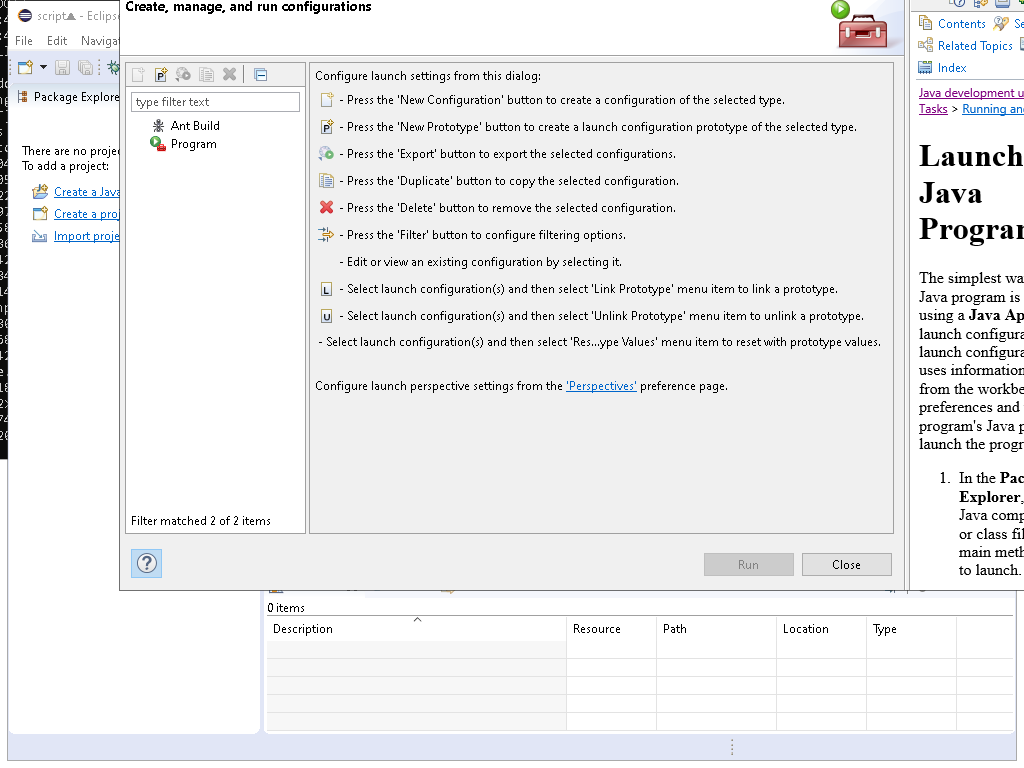 Create, manage, and run configurations
script
- Eclips
File Edit Naviga
Package Explore
There are no projec
To add a project:
Create a Java
Create a proj
Import proje
type filter text
Ant Build
Program
Filter matched 2 of 2 items
Configure launch settings from this dialog:
- Press the 'New Configuration' button to create a configuration of the selected type.
- Press the 'New Prototype' button to create a launch configuration prototype of the selected type.
- Press the 'Export' button to export the selected configurations.
- Press the 'Duplicate' button to copy the selected configuration.
- Press the 'Delete' button to remove the selected configuration.
- Press the 'Filter' button to configure filtering options.
- Edit or view an existing configuration by selecting it.
- Select launch configuration(s) and then select 'Link Prototype' menu item to link a prototype.
- Select launch configuration(s) and then select 'Unlink Prototype' menu item to unlink a prototype.
- Select launch configuration(s) and then select 'Res...ype Values' menu item to reset with prototype values.
Configure launch perspective settings from the 'Perspectives' preference page.
Run Close
Contents Se
Related Topics
Index
Java development u
Tasks > Running and
Launch
Java
Program
The simplest wa
Java program is
using a Java Ap
launch configura
launch configura
uses information
from the workbe
preferences and
program's Java p
launch the progr
1. In the Pac
Explorer,
Java comp
or class fil
main meth
to launch.
0 items
Description Resource Path Location Type